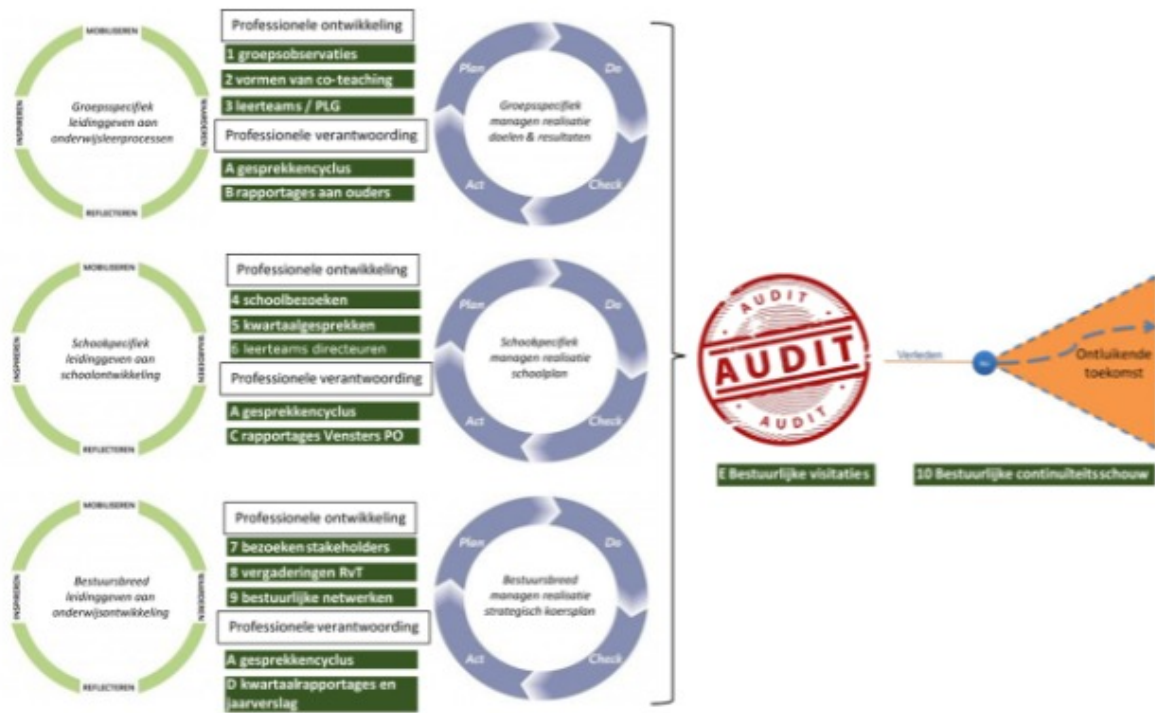 MOBILISEREN
INSPIREREN
Groepsspecifiek
leidinggeven aan
onderwijsleerprocessen
WAARDEREN
REFLECTEREN
Professionele ontwikkeling
1 groepsobservaties
2 vormen van co-teaching
3 leerteams / PLG
Professionele verantwoording
A gesprekkencyclus
B rapportages aan ouders
Plan
Do
Groepsspecifiek
managen realisatie
doelen & resultaten
Act
Check
MOBILISEREN
INSPIREREN
Schoolspecifiek
leidinggeven aan
schoolontwikkeling
WAARDEREN
REFLECTEREN
Professionele ontwikkeling
4 schoolbezoeken
5 kwartaalgesprekken
6 leerteams directeuren
Professionele verantwoording
A gesprekkencyclus
C rapportages Vensters PO
Plan
Do
Schoolspecifiek
managen realisatie
schoolplan
Act
Check
MOBILISEREN
INSPIREREN
Bestuursbreed
leidinggeven aan
onderwijsontwikkeling
WAARDEREN
REFLECTEREN
Professionele ontwikkeling
7 bezoeken stakeholders
8 vergaderingen RvT
9 bestuurlijke netwerken
Professionele verantwoording
A gesprekkencyclus
D kwartaalrapportages en
jaarverslag
Plan
Do
Bestuursbreed
managen realisatie
strategisch koersplan
Act
Check
AUDIT
AUDIT
AUDIT
E Bestuurlijke visitaties
Verleden
Ontluikende
toekomst
10 Bestuurlijke continuïteitsschouw